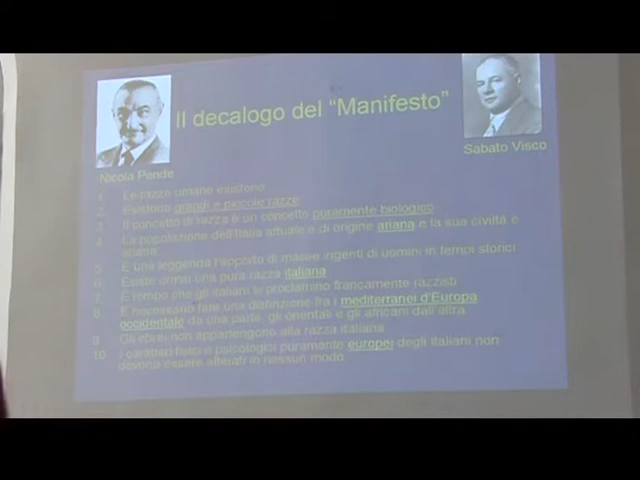 Il decalogo del "Manifesto"
Nicola Pende
Sabato Visco
1 Le razze umane esistono
2 Esistono grandi e piccole razze
3 Il concetto di razza è un concetto puramente biologico
4 La popolazione dell'Italia attuale è di origine ariana e la sua civiltà è
ariana
5 È una leggenda l'apporto di masse ingenti di uomini in tempi storici
6 Esiste ormai una pura razza italiana
7 È tempo che gli italiani si proclamino francamente razzisti
8 È necessario fare una distinzione fra i mediterranei d'Europa
occidentale da una parte, gli orientali e gli africani dall'altra
9 Gli ebrei non appartengono alla razza italiana
10 I caratteri fisici e psicologici puramente europei degli italiani non
devono essere alterati in nessun modo